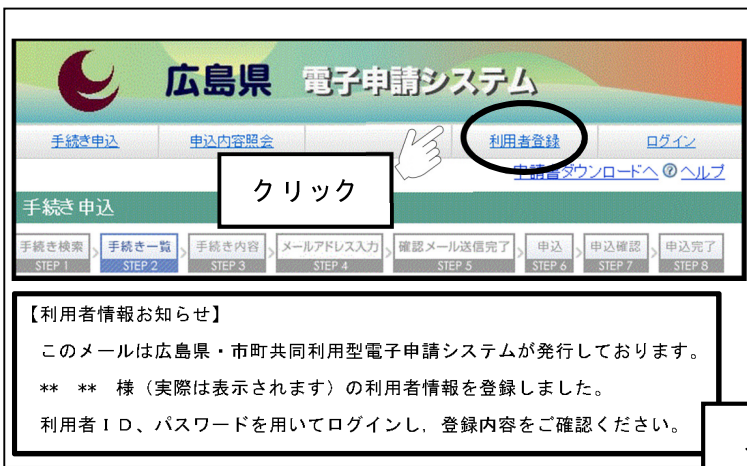 広島県 電子申請システム
手続き申込 申込内容照会 利用者登録 ログイン
申請書ダウンロードへ ヘルプ
クリック
手続き申込
手続き検索 手続き一覧 手続き内容 メールアドレス入力 確認メール送信完了 申込 申込確認 申込完了
STEP 1 STEP 2 STEP 3 STEP 4 STEP 5 STEP 6 STEP 7 STEP 8
【利用者情報お知らせ】
このメールは広島県・市町共同利用型電子申請システムが発行しております。
** ** 様（実際は表示されます）の利用者情報を登録しました。
利用者ＩＤ、パスワードを用いてログインし，登録内容をご確認ください。